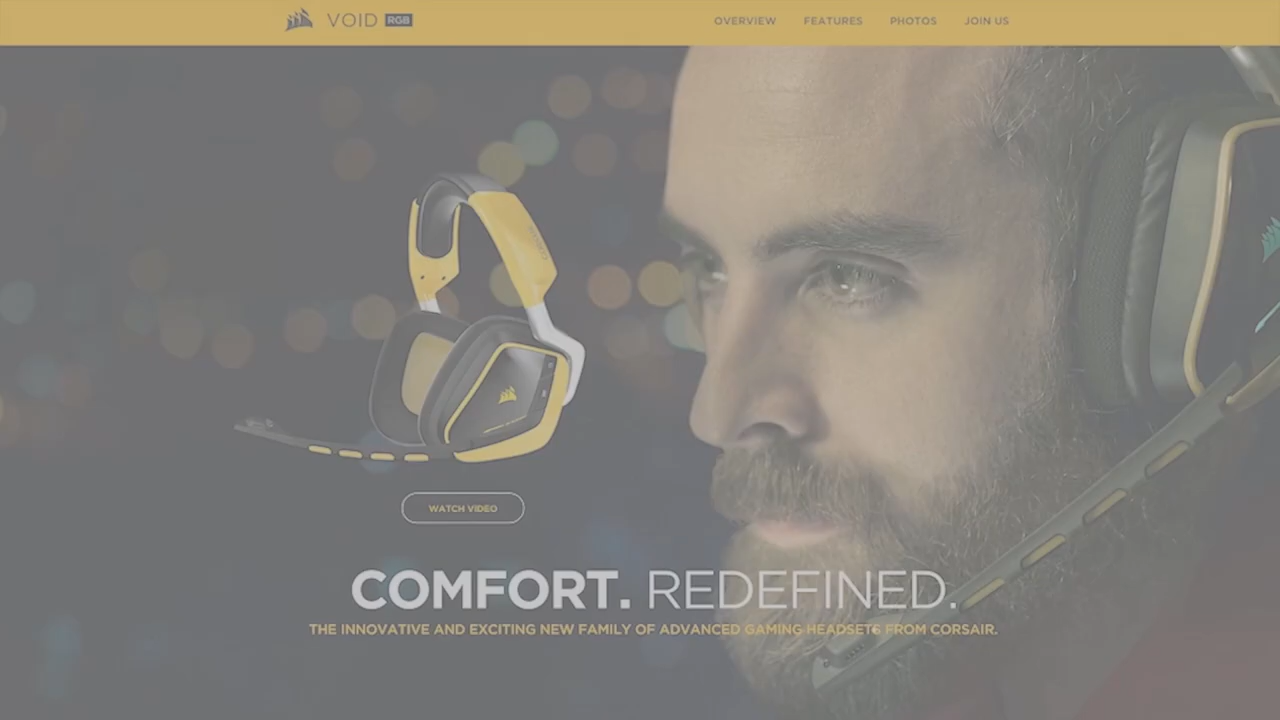 VOID RGB
OVERVIEW FEATURES PHOTOS JOIN US
WATCH VIDEO
COMFORT. REDEFINED.
THE INNOVATIVE AND EXCITING NEW FAMILY OF ADVANCED GAMING HEADSETS FROM CORSAIR.